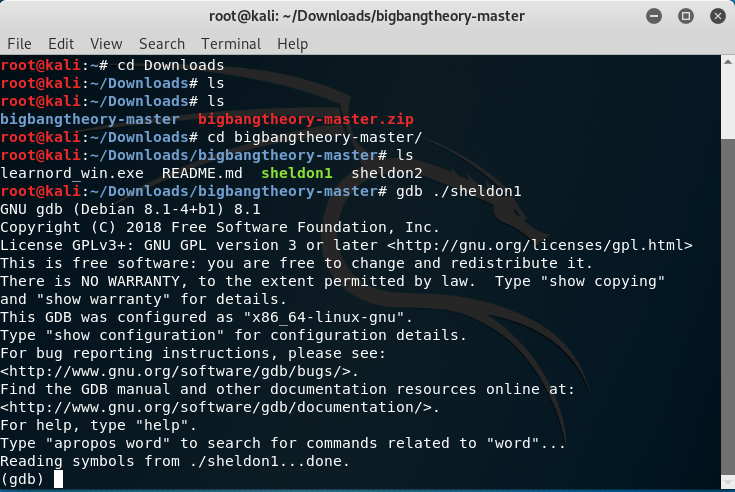 root@kali: ~/Downloads/bigbangtheory-master
File Edit View Search Terminal Help
root@kali:~# cd Downloads
root@kali:~/Downloads# ls
root@kali:~/Downloads# ls
bigbangtheory-master  bigbangtheory-master.zip
root@kali:~/Downloads# cd bigbangtheory-master/
root@kali:~/Downloads/bigbangtheory-master# ls
learnord_win.exe  README.md  sheldon1  sheldon2
root@kali:~/Downloads/bigbangtheory-master# gdb ./sheldon1
GNU gdb (Debian 8.1-4+b1) 8.1
Copyright (C) 2018 Free Software Foundation, Inc.
License GPLv3+: GNU GPL version 3 or later <http://gnu.org/licenses/gpl.html>
This is free software: you are free to change and redistribute it.
There is NO WARRANTY, to the extent permitted by law.  Type "show copying"
and "show warranty" for details.
This GDB was configured as "x86_64-linux-gnu".
Type "show configuration" for configuration details.
For bug reporting instructions, please see:
<http://www.gnu.org/software/gdb/bugs/>.
Find the GDB manual and other documentation resources online at:
<http://www.gnu.org/software/gdb/documentation/>.
For help, type "help".
Type "apropos word" to search for commands related to "word"...
Reading symbols from ./sheldon1...done.
(gdb)